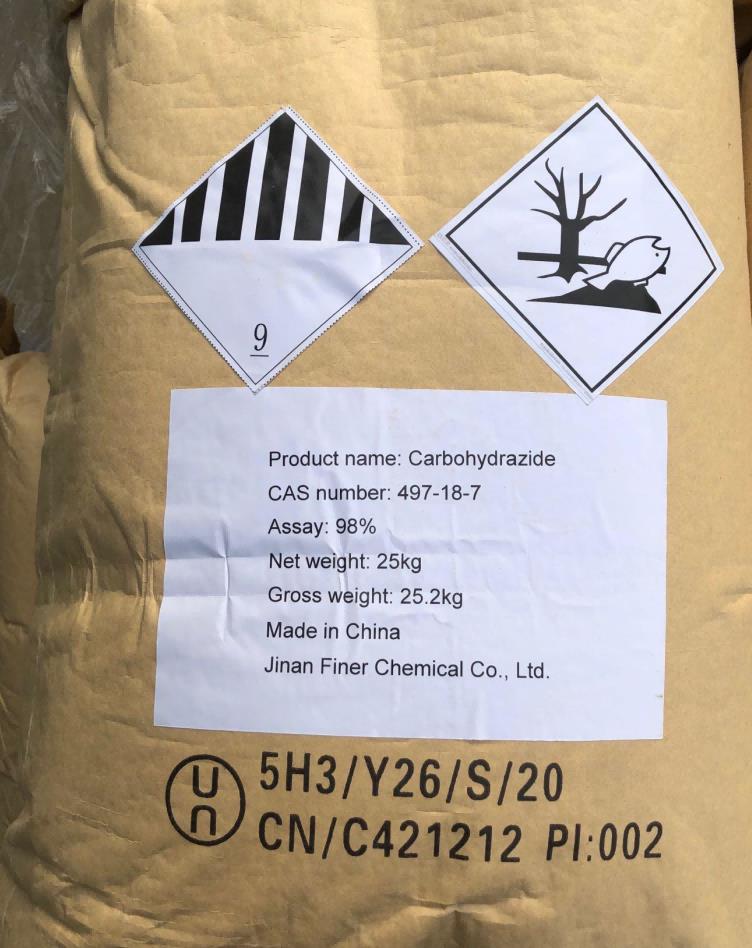 9
Product name: Carbohydrazide
CAS number: 497-18-7
Assay: 98%
Net weight: 25kg
Gross weight: 25.2kg
Made in China
Jinan Finer Chemical Co., Ltd.
un
5H3/Y26/S/20
CN/C421212 PI:002